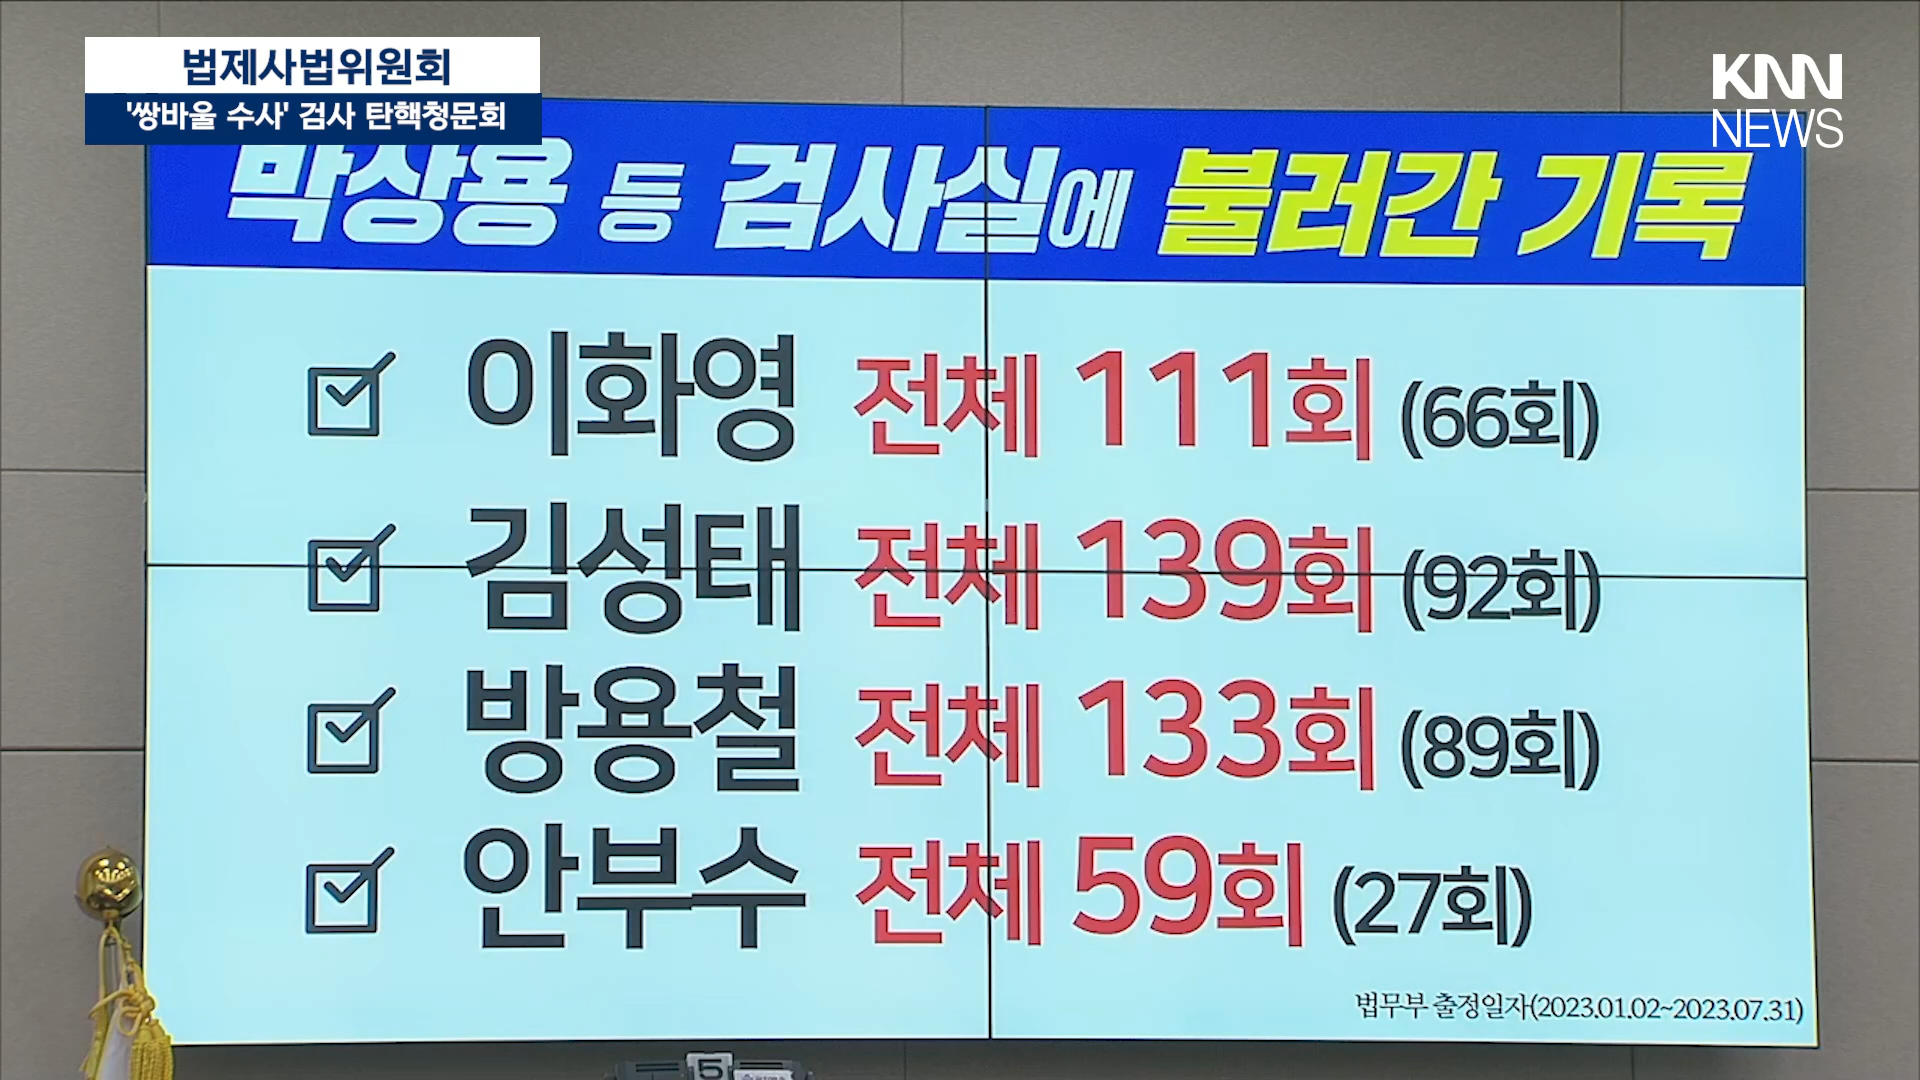 법제사법위원회
'쌍방울 수사' 검사 탄핵청문회
KNN
NEWS
박상용 등 검사실에 불러간 기록
이화영 전체 111회 (66회)
김성태 전체 139회 (92회)
방용철 전체 133회 (89회)
안부수 전체 59회 (27회)
법무부 출정일자(2023.01.02~2023.07.31)
5